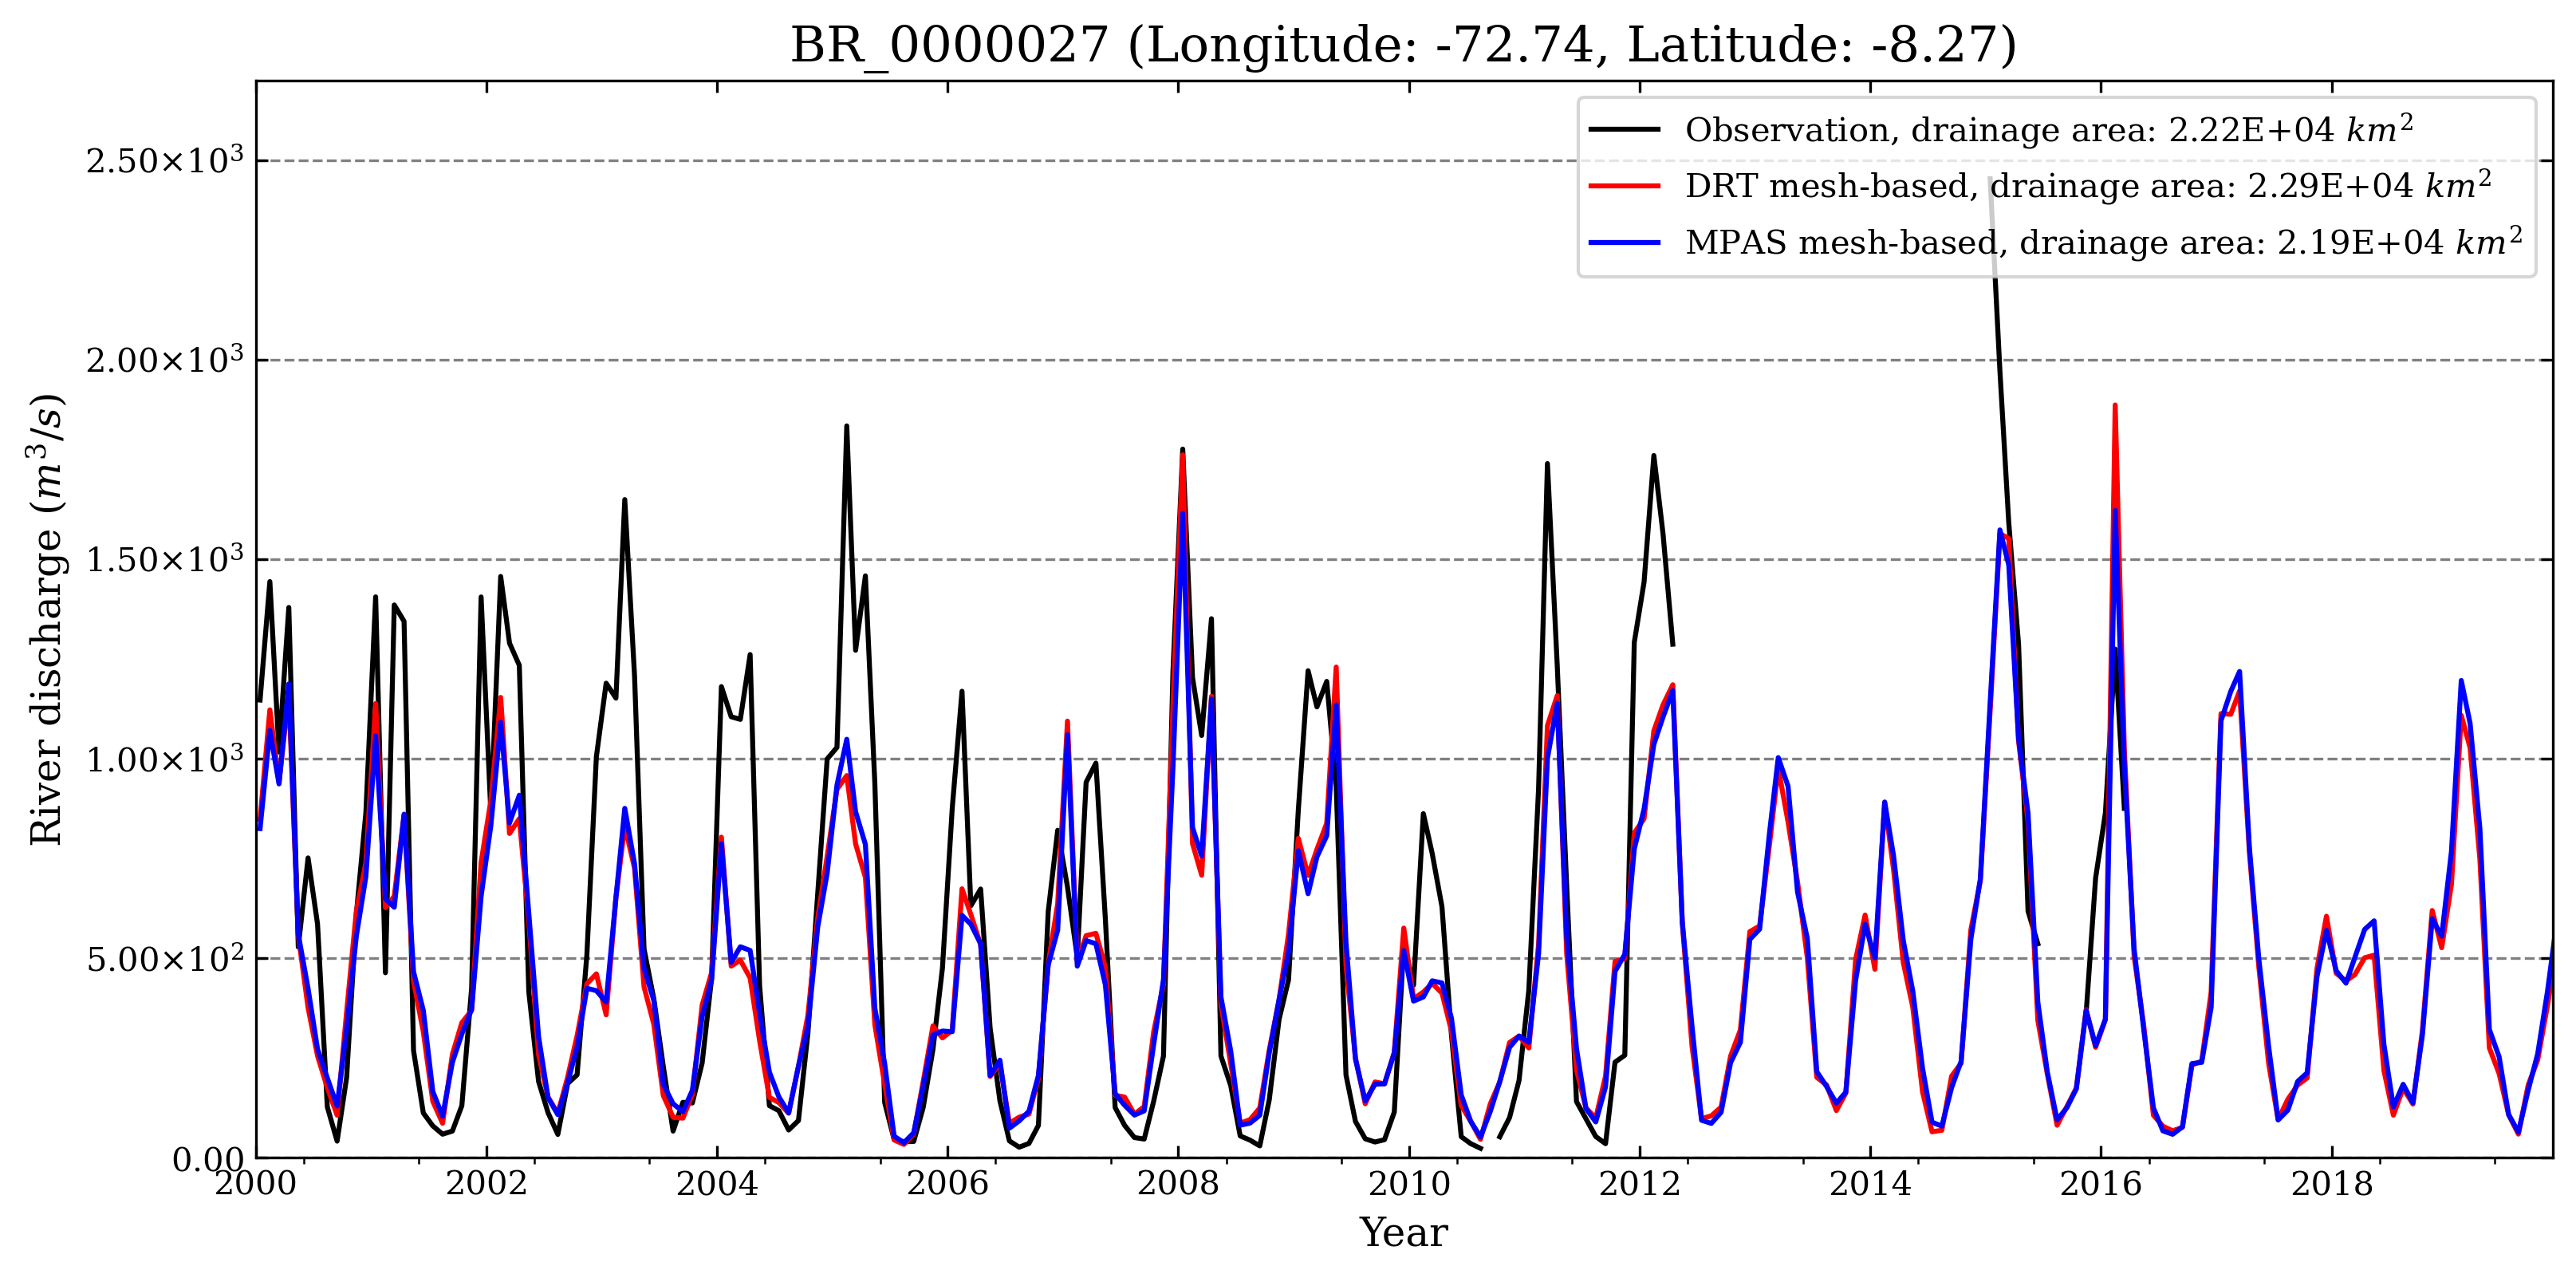 BR_0000027 (Longitude: -72.74, Latitude: -8.27)
Observation, drainage area: 2.22E+04 km²
DRT mesh-based, drainage area: 2.29E+04 km²
MPAS mesh-based, drainage area: 2.19E+04 km²
River discharge (m³/s)
2.50×10³
2.00×10³
1.50×10³
1.00×10³
5.00×10²
0.00
2000 2002 2004 2006 2008 2010 2012 2014 2016 2018
Year